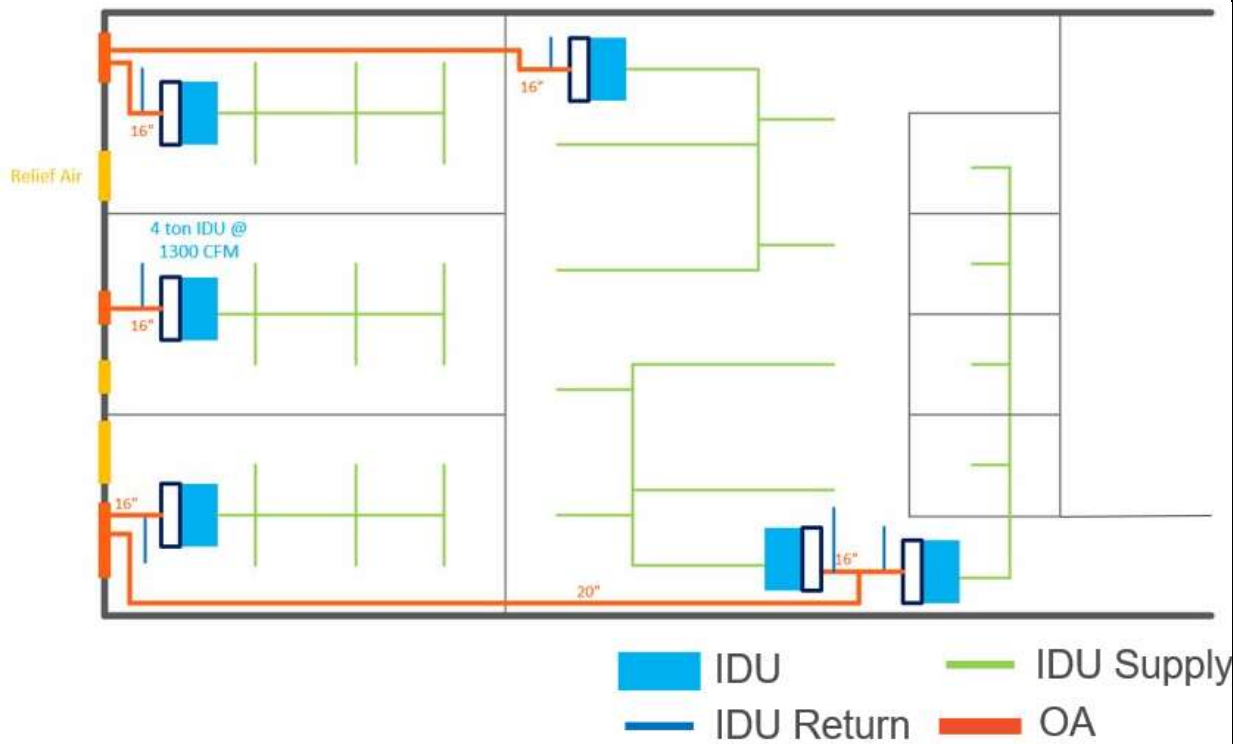 16"
16"
Relief Air
4 ton IDU @
1300 CFM
16"
16"
16"
20"
IDU
IDU Supply
IDU Return
OA